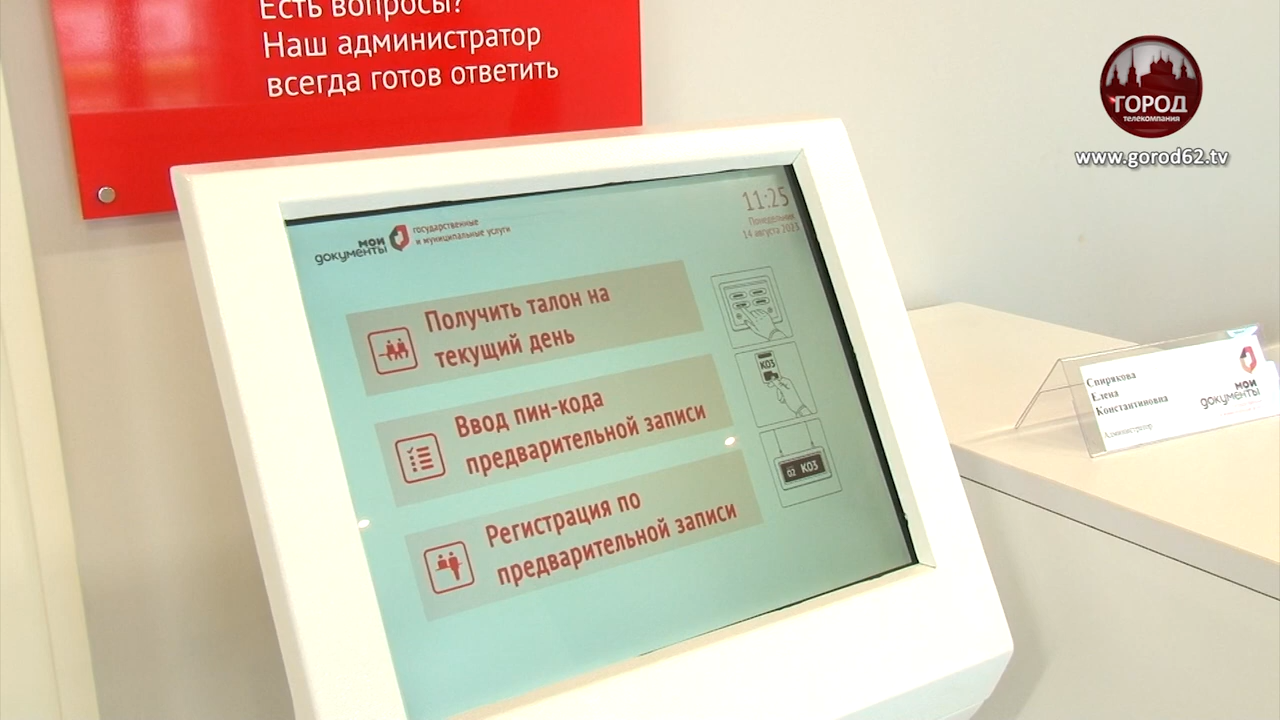 Есть вопросы?
Наш администратор
всегда готов ответить
ГОРОД
телекомпания
www.gorod62.tv
мои
документы
государственные
и муниципальные услуги
11:25
Понедельник
14 августа 2023
Получить талон на
текущий день
Ввод пин-кода
предварительной записи
Регистрация по
предварительной записи
К03
02 К03
Спирякова
Елена
Константиновна
Администратор
мои
документы